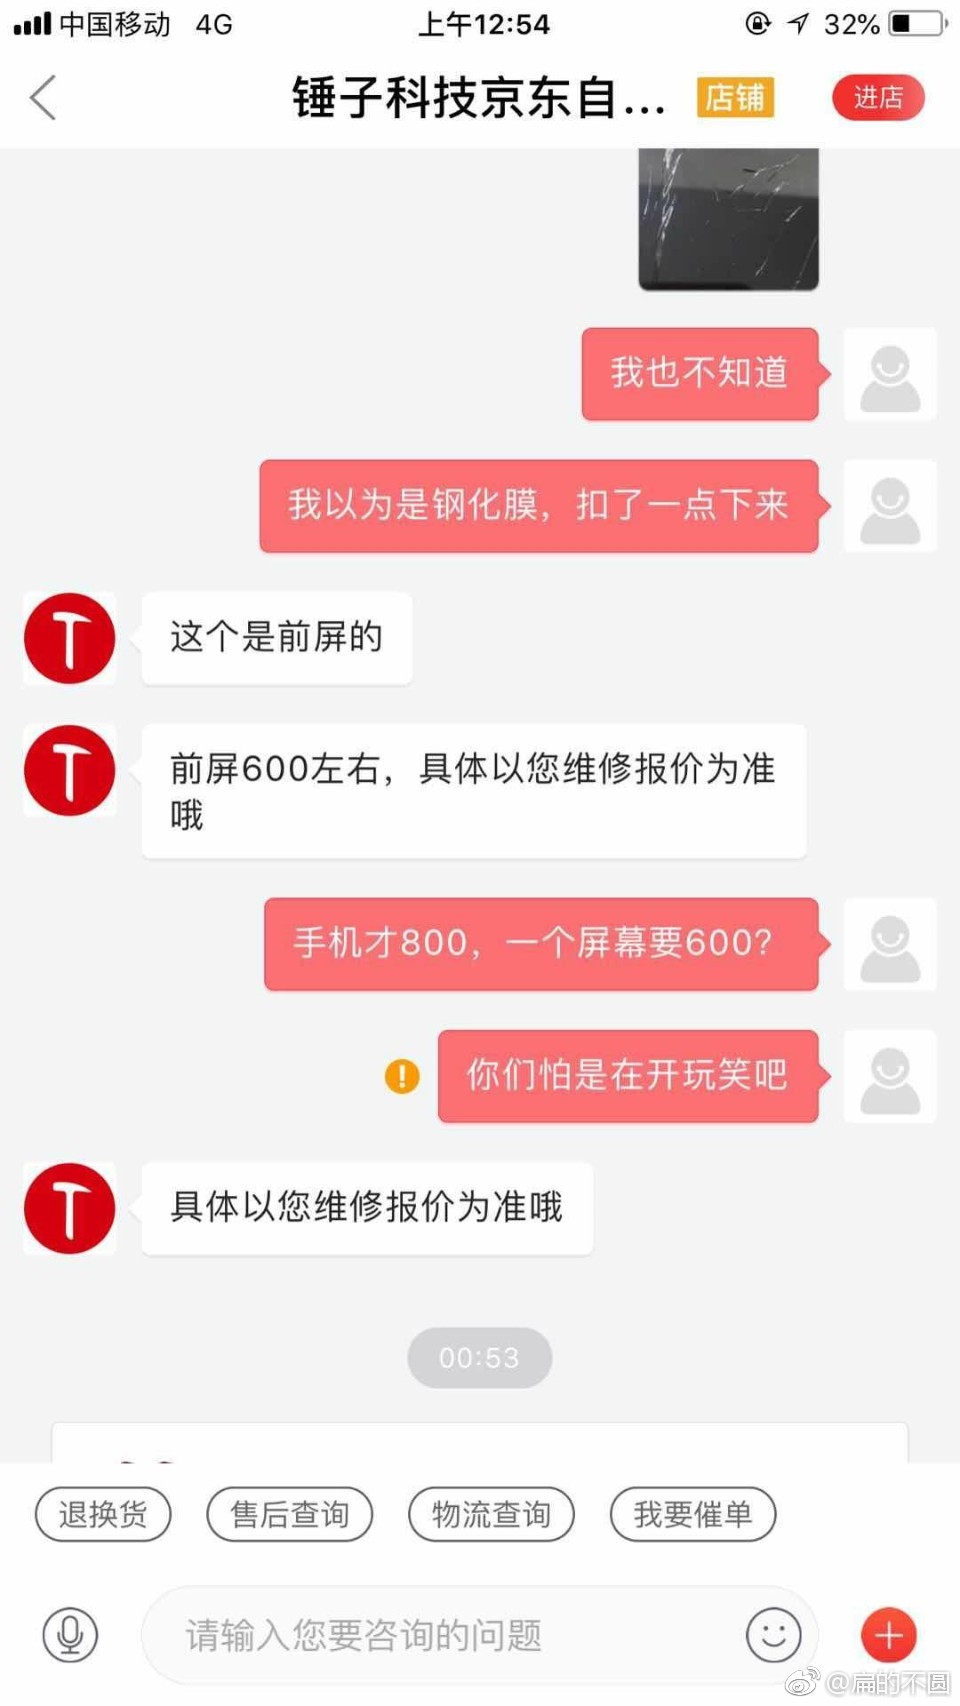 中国移动 4G 上午12:54 32%
锤子科技京东自... 店铺 进店
我也不知道
我以为是钢化膜，扣了一点下来
这个是前屏的
前屏600左右，具体以您维修报价为准
哦
手机才800，一个屏幕要600？
你们怕是在开玩笑吧
具体以您维修报价为准哦
00:53
退换货 售后查询 物流查询 我要催单
请输入您要咨询的问题
@扁的不圆